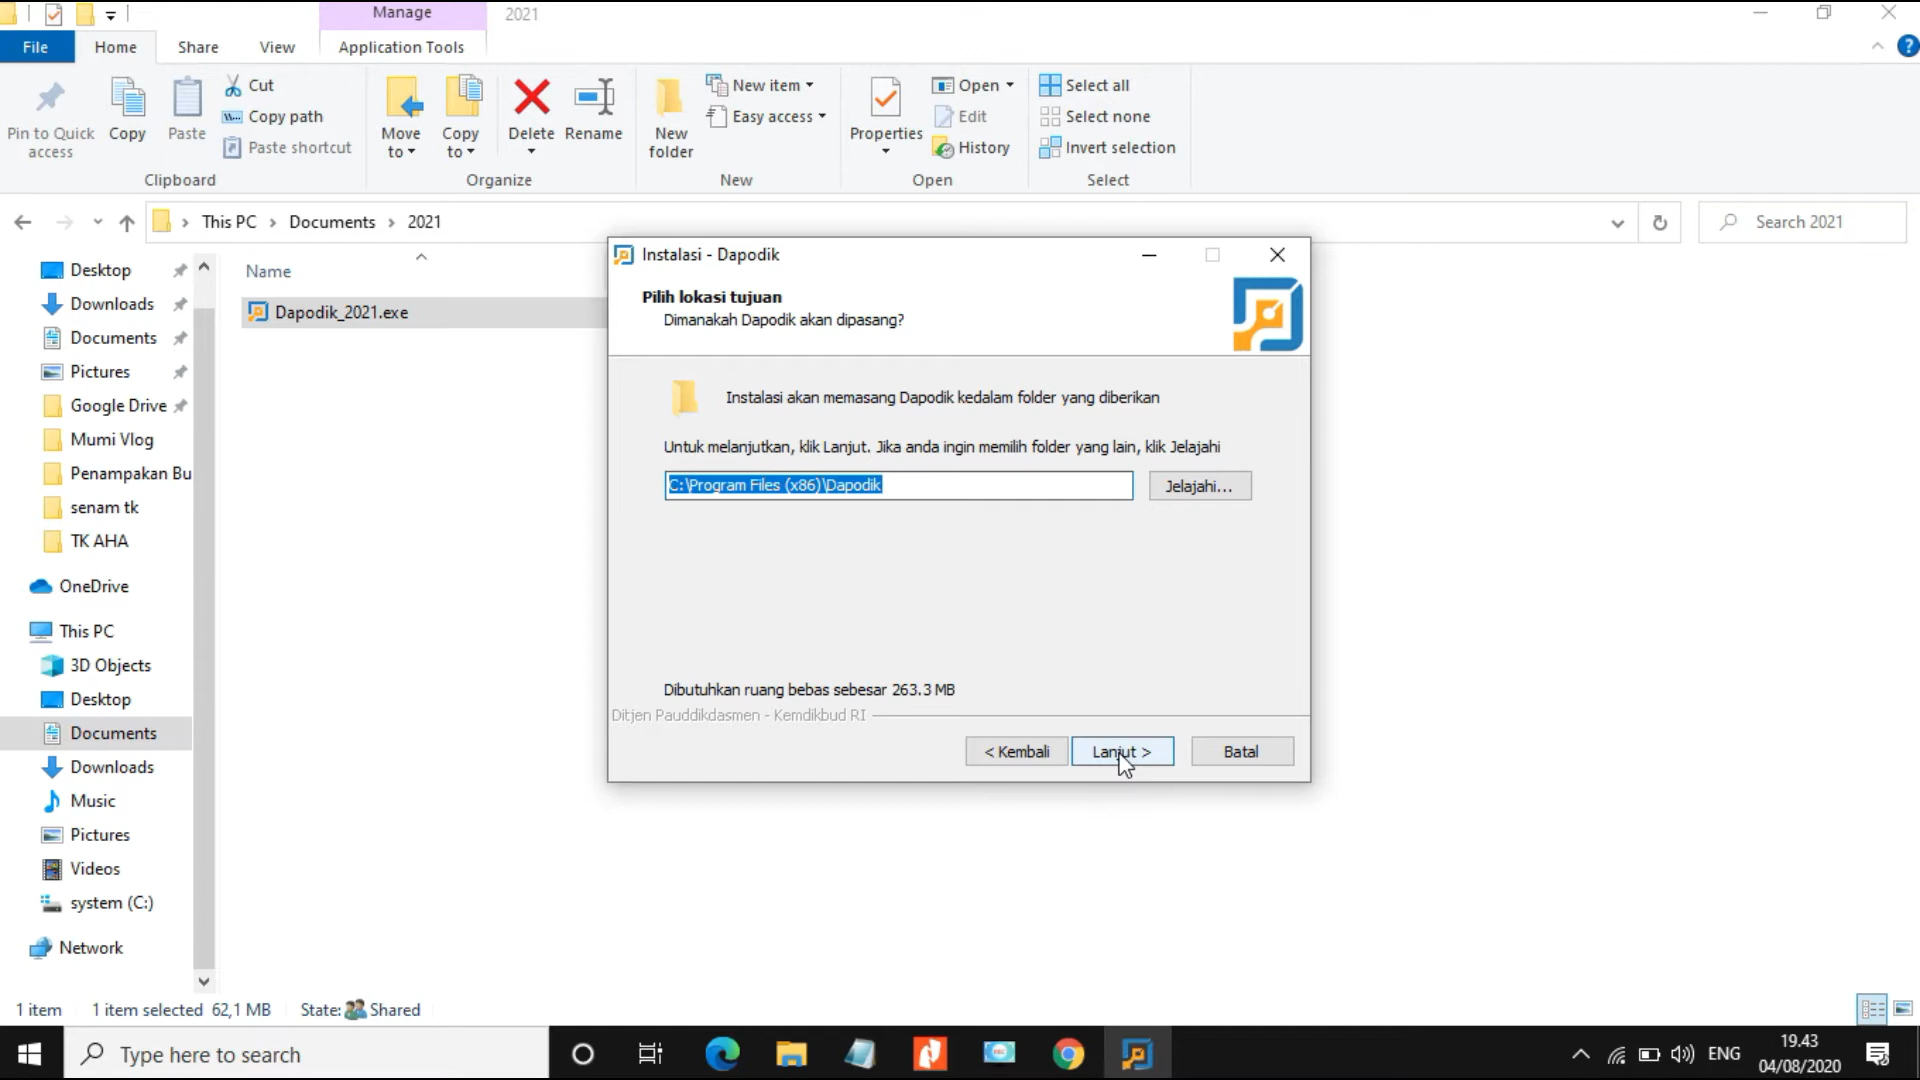 Manage
2021
File
Home
Share
View
Application Tools
Pin to Quick
access
Copy
Paste
Cut
Copy path
Paste shortcut
Clipboard
Move
to
Copy
to
Delete
Rename
Organize
New
folder
New item
Easy access
New
Properties
Open
Edit
History
Open
Select all
Select none
Invert selection
Select
This PC
Documents
2021
Search 2021
Desktop
Downloads
Documents
Pictures
Google Drive
Mumi Vlog
Penampakan Bu
senam tk
TK AHA
OneDrive
This PC
3D Objects
Desktop
Documents
Downloads
Music
Pictures
Videos
system (C:)
Network
Name
Dapodik_2021.exe
Instalasi - Dapodik
Pilih lokasi tujuan
Dimanakah Dapodik akan dipasang?
Instalasi akan memasang Dapodik kedalam folder yang diberikan
Untuk melanjutkan, klik Lanjut. Jika anda ingin memilih folder yang lain, klik Jelajahi
C:\Program Files (x86)\Dapodik
Jelajahi...
Dibutuhkan ruang bebas sebesar 263.3 MB
Ditjen Pauddikdasmen - Kemdikbud RI
< Kembali
Lanjut >
Batal
1 item
1 item selected 62,1 MB
State: Shared
Type here to search
ENG
19.43
04/08/2020